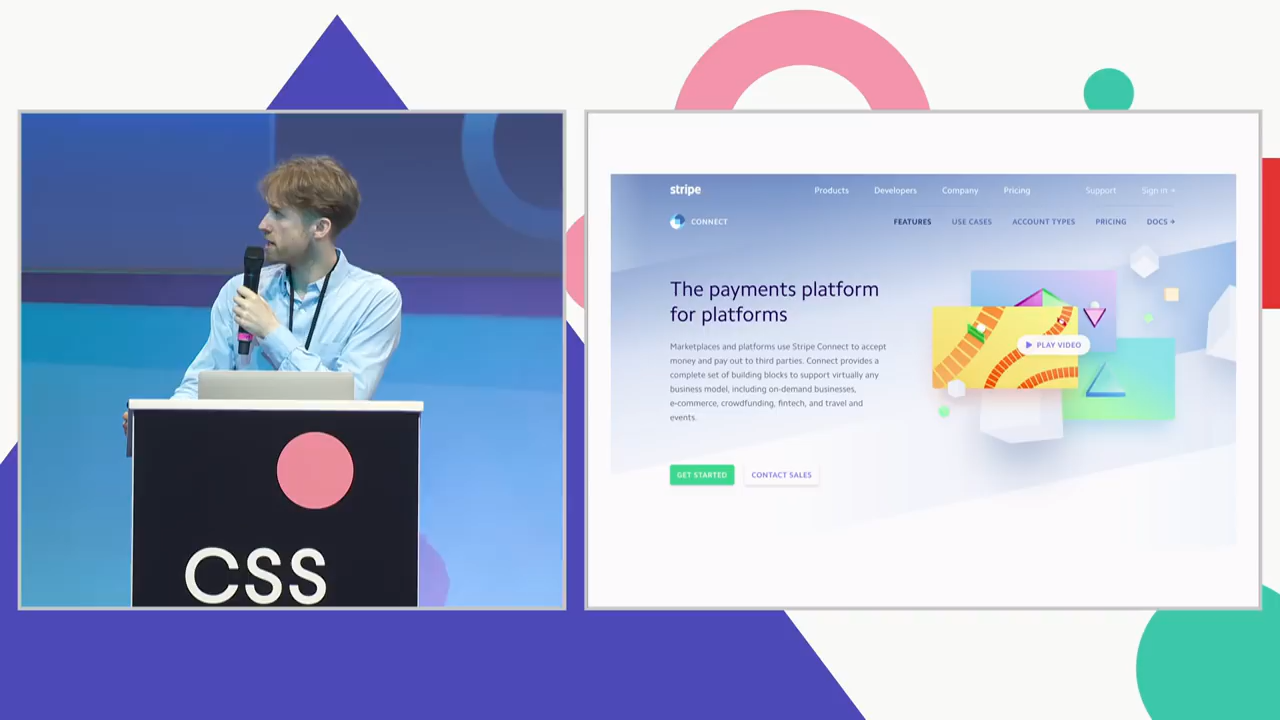 CSS
stripe
Products Developers Company Pricing Support Sign in →
CONNECT
FEATURES USE CASES ACCOUNT TYPES PRICING DOCS →
The payments platform
for platforms
Marketplaces and platforms use Stripe Connect to accept
money and pay out to third parties. Connect provides a
complete set of building blocks to support virtually any
business model, including on-demand businesses,
e-commerce, crowdfunding, fintech, and travel and
events.
PLAY VIDEO
GET STARTED CONTACT SALES